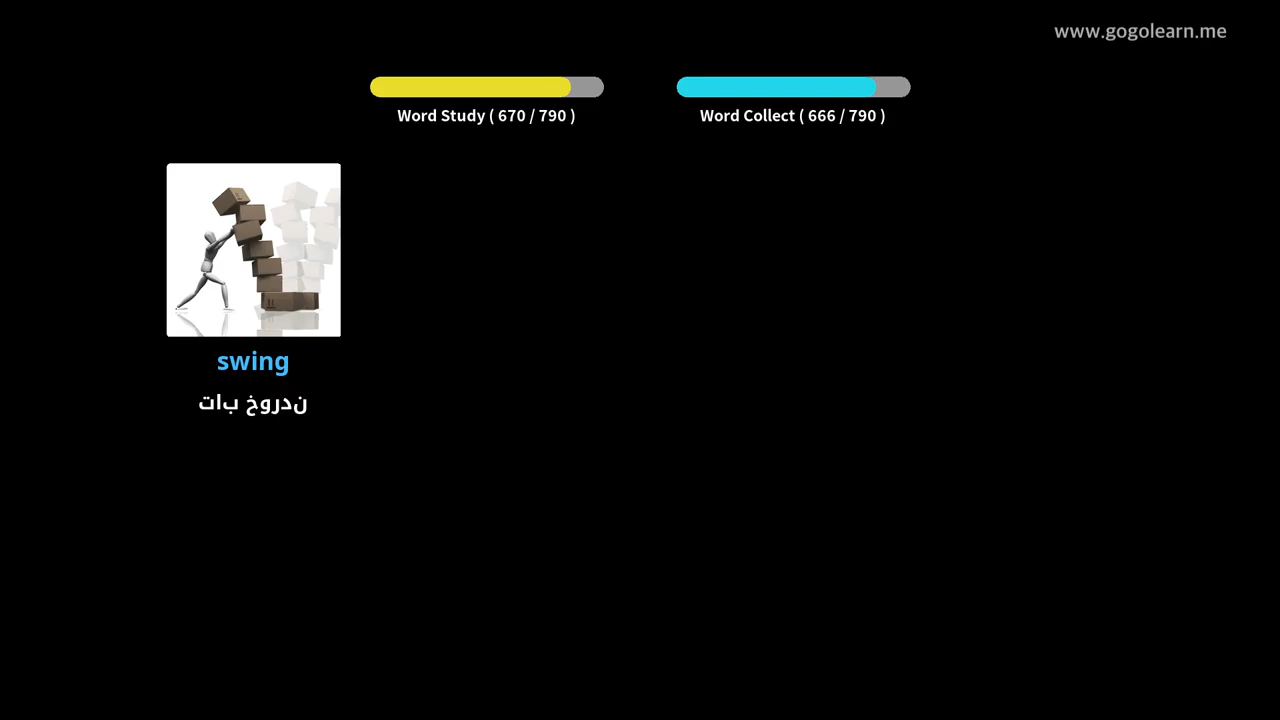 www.gogolearn.me
Word Study ( 670 / 790 )
Word Collect ( 666 / 790 )
swing
تاب خوردن